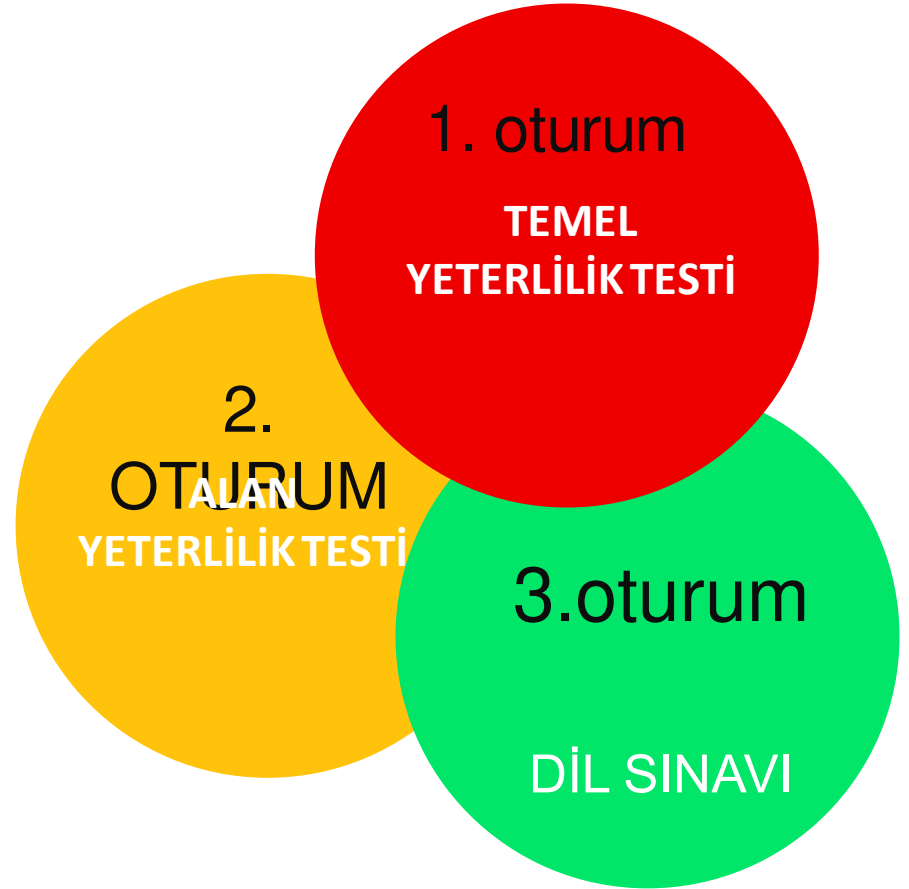 1. oturum
TEMEL
YETERLİLİK TESTİ
2.
OTURUM
ALAN
YETERLİLİK TESTİ
3.oturum
DİL SINAVI